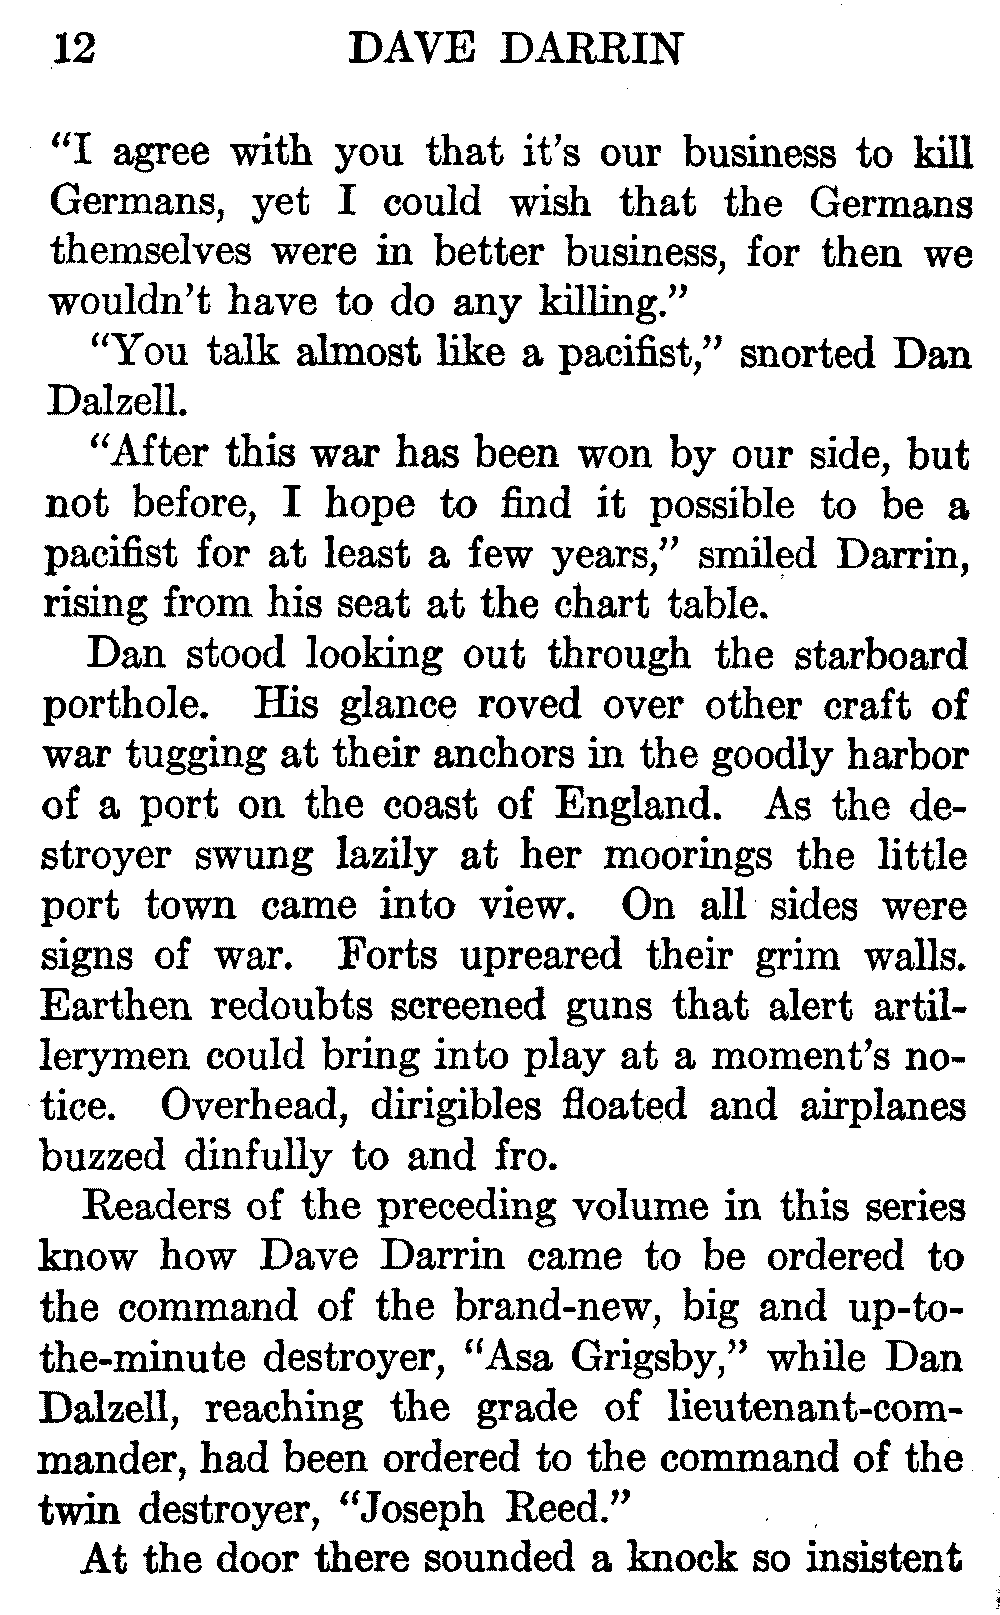 12 DAVE DARRIN
“I agree with you that it’s our business to kill
Germans, yet I could wish that the Germans
themselves were in better business, for then we
wouldn’t have to do any killing.”
“You talk almost like a pacifist,” snorted Dan
Dalzell.
“After this war has been won by our side, but
not before, I hope to find it possible to be a
pacifist for at least a few years,” smiled Darrin,
rising from his seat at the chart table.
Dan stood looking out through the starboard
porthole. His glance roved over other craft of
war tugging at their anchors in the goodly harbor
of a port on the coast of England. As the de-
stroyer swung lazily at her moorings the little
port town came into view. On all sides were
signs of war. Forts upreared their grim walls.
Earthen redoubts screened guns that alert artil-
lerymen could bring into play at a moment’s no-
tice. Overhead, dirigibles floated and airplanes
buzzed dinfully to and fro.
Readers of the preceding volume in this series
know how Dave Darrin came to be ordered to
the command of the brand-new, big and up-to-
the-minute destroyer, “Asa Grigsby,” while Dan
Dalzell, reaching the grade of lieutenant-com-
mander, had been ordered to the command of the
twin destroyer, “Joseph Reed.”
At the door there sounded a knock so insistent